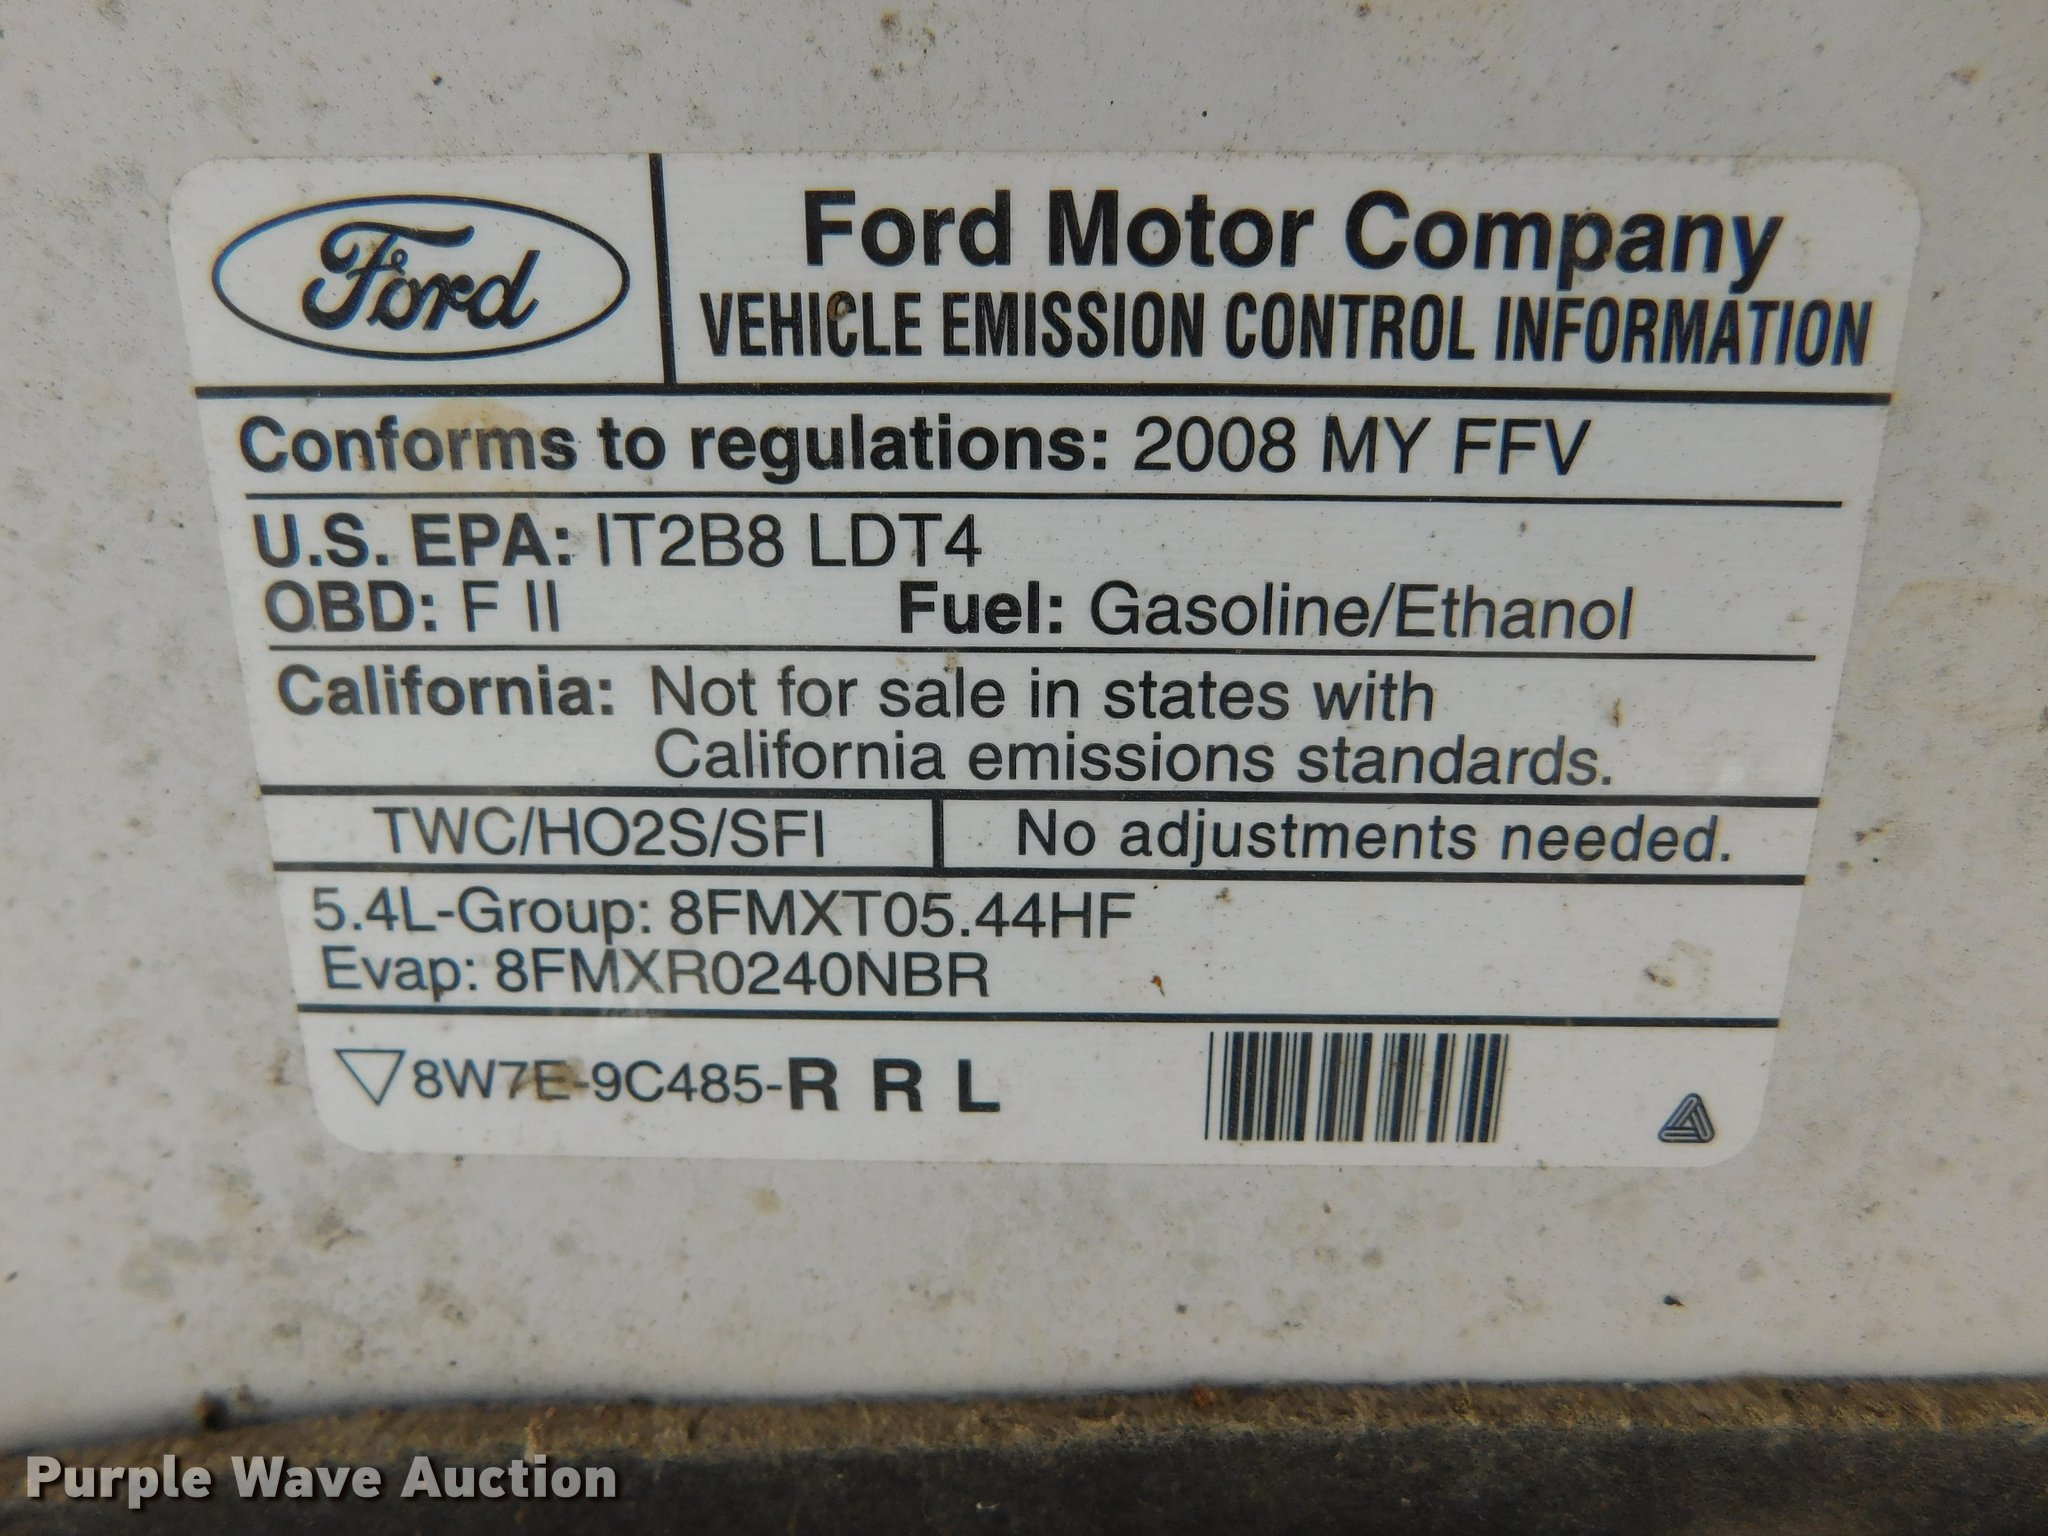 Ford
Ford Motor Company
VEHICLE EMISSION CONTROL INFORMATION
Conforms to regulations: 2008 MY FFV
U.S. EPA: IT2B8 LDT4
OBD: F II Fuel: Gasoline/Ethanol
California: Not for sale in states with
California emissions standards.
TWC/HO2S/SFI No adjustments needed.
5.4L-Group: 8FMXT05.44HF
Evap: 8FMXR0240NBR
8W7E-9C485-R R L
Purple Wave Auction